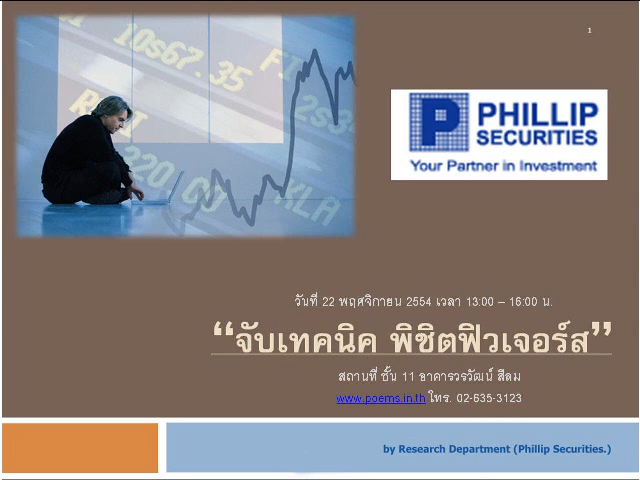 1
10s67.35
PHILLIP
SECURITIES
Your Partner in Investment
KLA
วันที่ 22 พฤศจิกายน 2554 เวลา 13:00 – 16:00 น.
“จับเทคนิค พิชิตฟิวเจอร์ส”
สถานที่ ชั้น 11 อาคารวรวัฒน์ สีลม
www.poems.in.th โทร. 02-635-3123
by Research Department (Phillip Securities.)